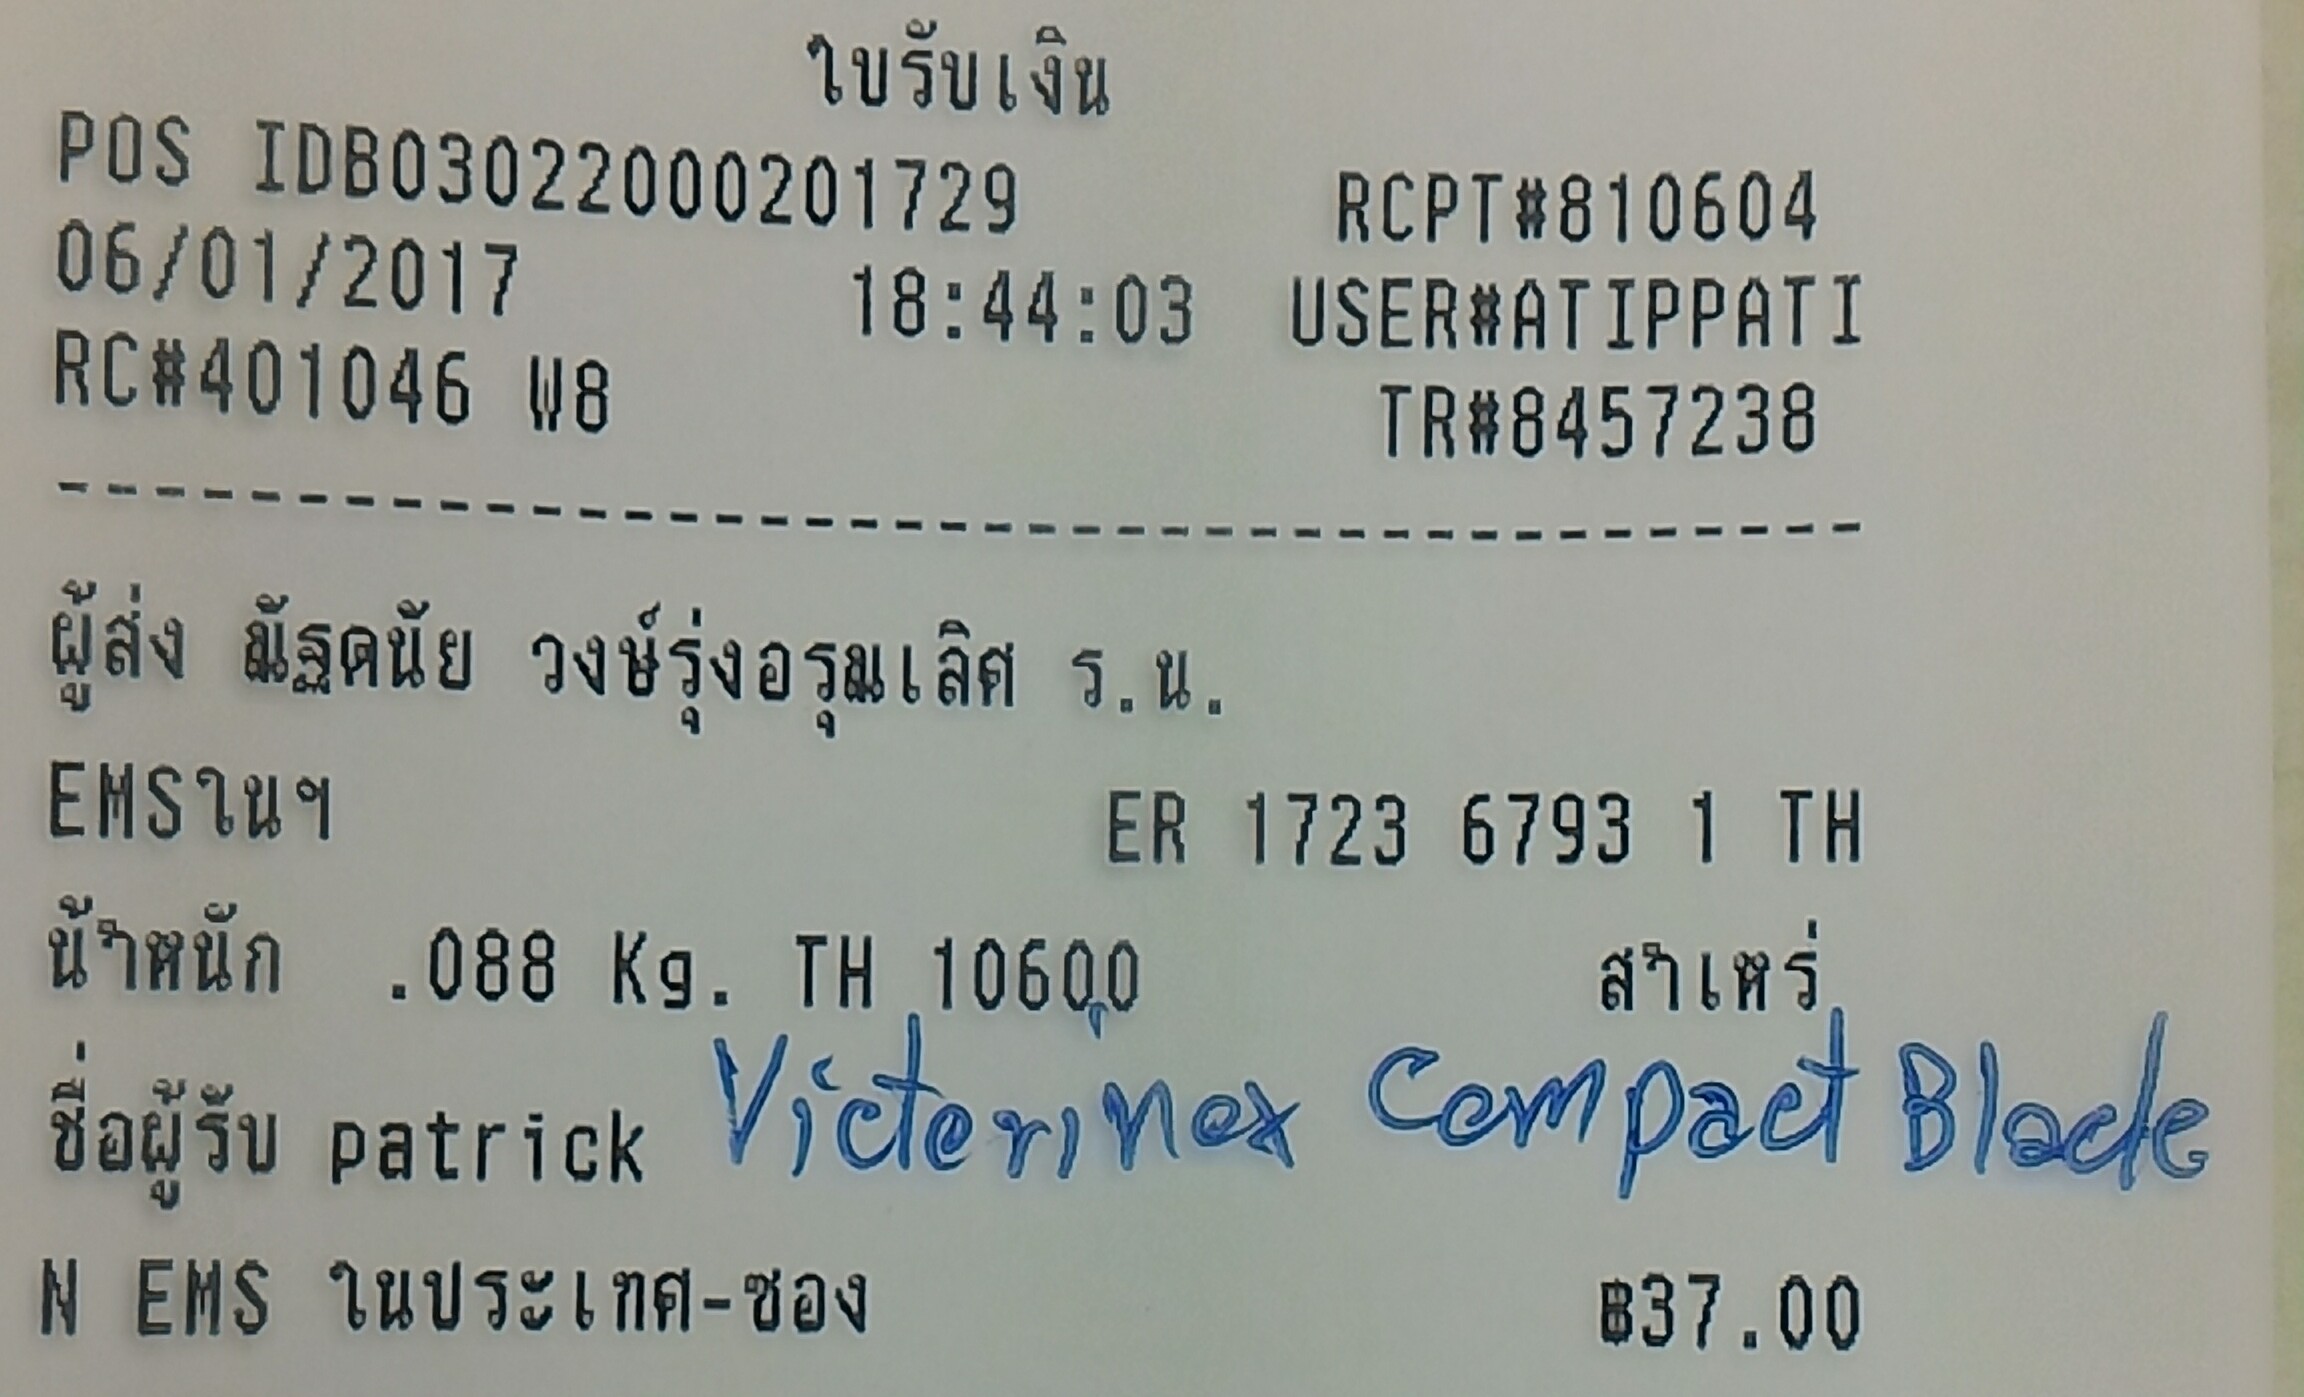 ใบรับเงิน
POS IDB03022000201729 RCPT#810604
06/01/2017 18:44:03 USER#ATIPPATI
RC#401046 W8 TR#8457238
--------------------------------------
ผู้ส่ง ณัฐดนัย วงษ์รุ่งอรุณเลิศ ร.น.
EMSในฯ ER 1723 6793 1 TH
น้ำหนัก .088 Kg. TH 10600 สำเหร่
ชื่อผู้รับ patrick Victorinox Compact Blade
N EMS ในประเทศ-ซอง ฿37.00